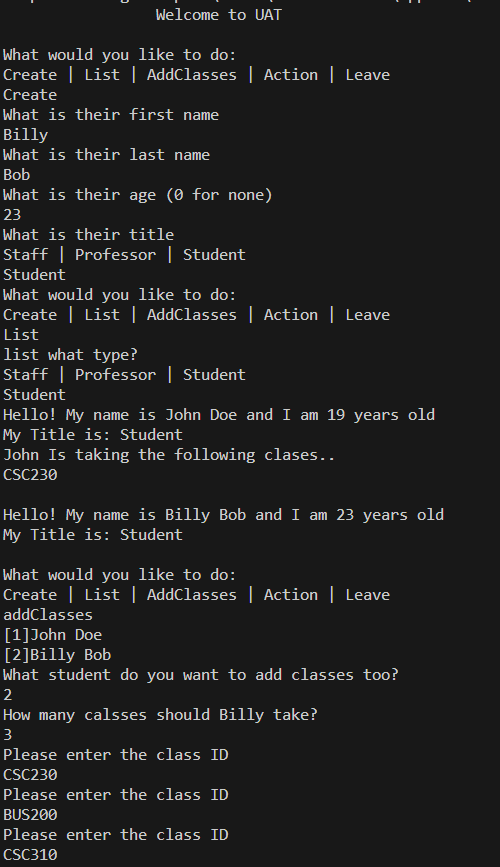 Welcome to UAT
What would you like to do:
Create | List | AddClasses | Action | Leave
Create
What is their first name
Billy
What is their last name
Bob
What is their age (0 for none)
23
What is their title
Staff | Professor | Student
Student
What would you like to do:
Create | List | AddClasses | Action | Leave
List
list what type?
Staff | Professor | Student
Student
Hello! My name is John Doe and I am 19 years old
My Title is: Student
John Is taking the following clases..
CSC230
Hello! My name is Billy Bob and I am 23 years old
My Title is: Student
What would you like to do:
Create | List | AddClasses | Action | Leave
addClasses
[1]John Doe
[2]Billy Bob
What student do you want to add classes too?
2
How many calsses should Billy take?
3
Please enter the class ID
CSC230
Please enter the class ID
BUS200
Please enter the class ID
CSC310